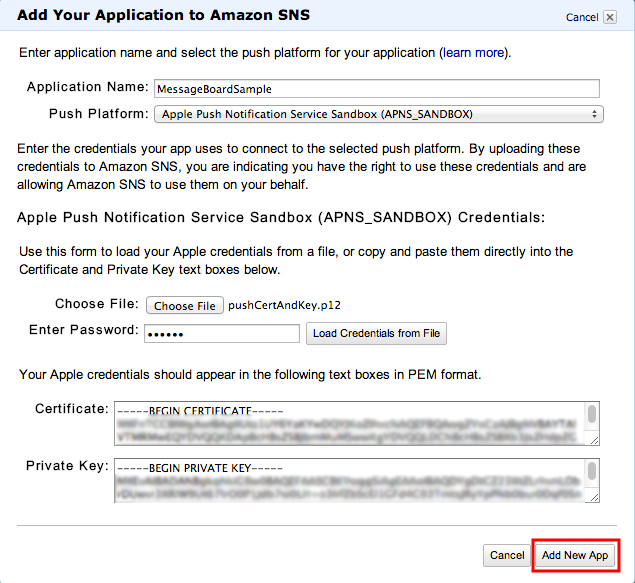 Add Your Application to Amazon SNS
Cancel
Enter application name and select the push platform for your application (learn more).
Application Name: MessageBoardSample
Push Platform: Apple Push Notification Service Sandbox (APNS_SANDBOX)
Enter the credentials your app uses to connect to the selected push platform. By uploading these
credentials to Amazon SNS, you are indicating you have the right to use these credentials and are
allowing Amazon SNS to use them on your behalf.
Apple Push Notification Service Sandbox (APNS_SANDBOX) Credentials:
Use this form to load your Apple credentials from a file, or copy and paste them directly into the
Certificate and Private Key text boxes below.
Choose File: Choose File pushCertAndKey.p12
Enter Password: •••••• Load Credentials from File
Your Apple credentials should appear in the following text boxes in PEM format.
Certificate: -----BEGIN CERTIFICATE-----
Private Key: -----BEGIN PRIVATE KEY-----
Cancel Add New App